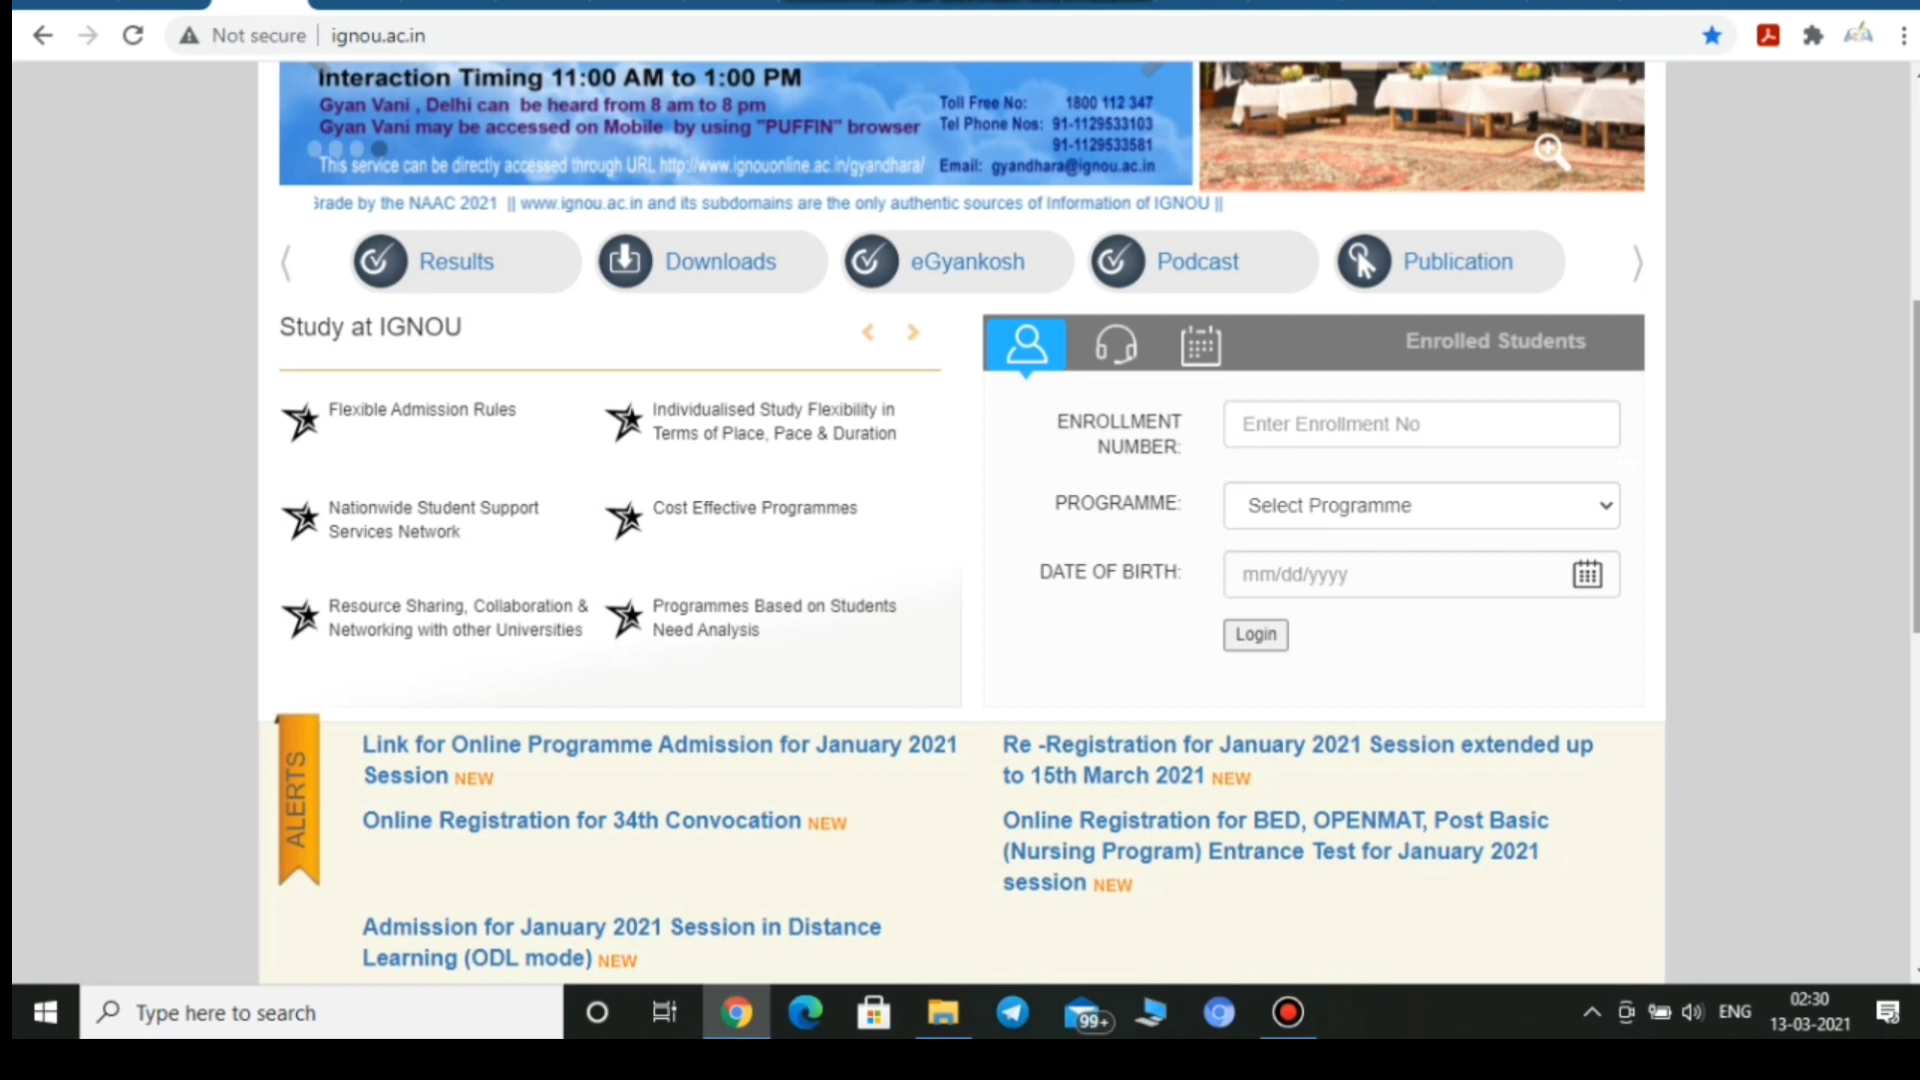 Not secure
ignou.ac.in
Interaction Timing 11:00 AM to 1:00 PM
Gyan Vani , Delhi can be heard from 8 am to 8 pm
Gyan Vani may be accessed on Mobile by using "PUFFIN" browser
This service can be directly accessed through URL http://www.ignouonline.ac.in/gyandhara/
Toll Free No: 1800 112 347
Tel Phone Nos: 91-1129533103
91-1129533581
Email: gyandhara@ignou.ac.in
Grade by the NAAC 2021 || www.ignou.ac.in and its subdomains are the only authentic sources of Information of IGNOU ||
Results
Downloads
eGyankosh
Podcast
Publication
Study at IGNOU
Flexible Admission Rules
Individualised Study Flexibility in
Terms of Place, Pace & Duration
Nationwide Student Support
Services Network
Cost Effective Programmes
Resource Sharing, Collaboration &
Networking with other Universities
Programmes Based on Students
Need Analysis
Enrolled Students
ENROLLMENT
NUMBER:
Enter Enrollment No
PROGRAMME:
Select Programme
DATE OF BIRTH:
mm/dd/yyyy
Login
ALERTS
Link for Online Programme Admission for January 2021
Session NEW
Re -Registration for January 2021 Session extended up
to 15th March 2021 NEW
Online Registration for 34th Convocation NEW
Online Registration for BED, OPENMAT, Post Basic
(Nursing Program) Entrance Test for January 2021
session NEW
Admission for January 2021 Session in Distance
Learning (ODL mode) NEW
Type here to search
99+
ENG
02:30
13-03-2021